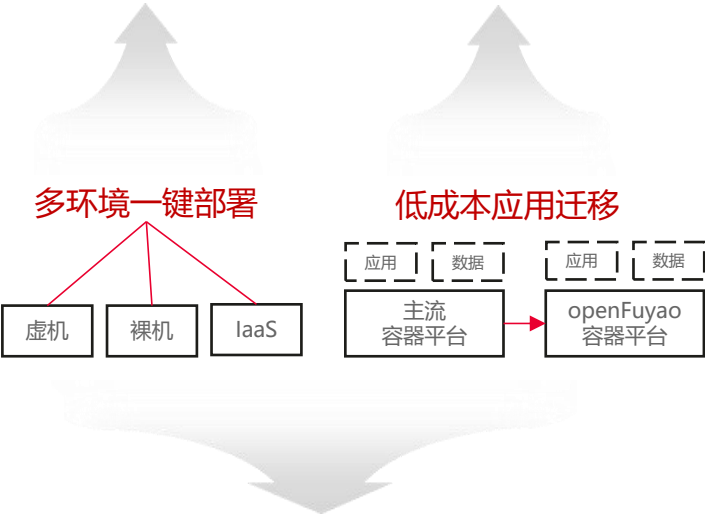 多环境一键部署
虚机
裸机
IaaS
低成本应用迁移
应用
数据
主流
容器平台
应用
数据
openFuyao
容器平台